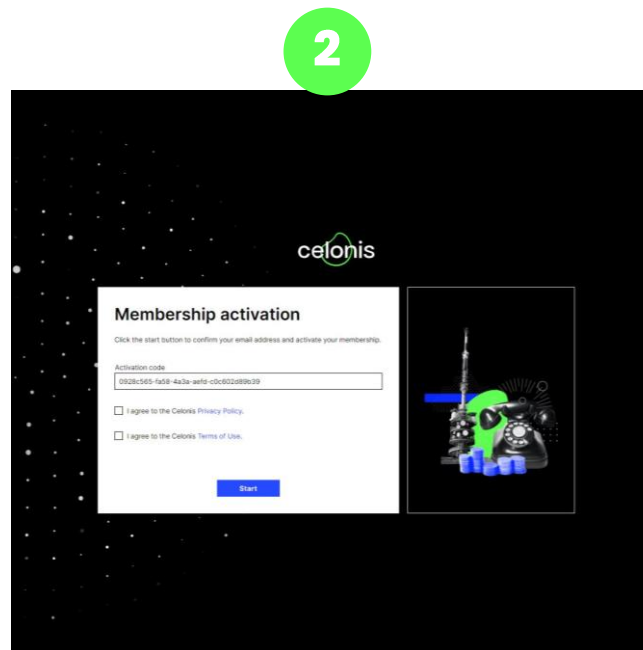 2
celonis
Membership activation
Click the start button to confirm your email address and activate your membership.
Activation code
0928c565-fa58-4a3a-aefd-c0c602d89b39
I agree to the Celonis Privacy Policy.
I agree to the Celonis Terms of Use.
Start